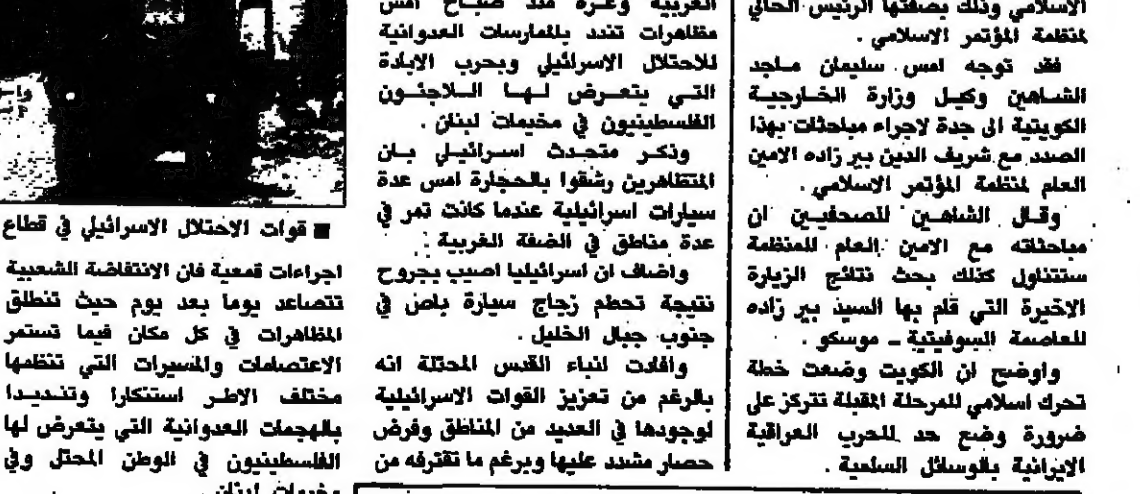 الاسلامي وذلك بصفتها الرئيس الحالي
لمنظمة المؤتمر الاسلامي .
فقد توجه امس سليمان ماجد
الشاهين وكيل وزارة الخارجية
الكويتية الى جدة لاجراء مباحثات بهذا
الصدد مع شريف الدين بير زاده الامين
العام لمنظمة المؤتمر الاسلامي .
وقال الشاهين للصحفيين ان
مباحثاته مع الامين العام للمنظمة
ستتناول كذلك بحث نتائج الزيارة
الاخيرة التي قام بها السيد بير زاده
للعاصمة السوفيتية ــ موسكو .
واوضح ان الكويت وضعت خطة
تحرك اسلامي للمرحلة المقبلة تتركز على
ضرورة وضع حد للحرب العراقية
الايرانية بالوسائل السلمية .
الغربية وغزة منذ صباح امس
مظاهرات تندد بالممارسات العدوانية
للاحتلال الاسرائيلي وبحرب الابادة
التي يتعرض لها اللاجئون
الفلسطينيون في مخيمات لبنان .
وذكر متحدث اسرائيلي بان
المتظاهرين رشقوا بالحجارة امس عدة
سيارات اسرائيلية عندما كانت تمر في
عدة مناطق في الضفة الغربية .
واضاف ان اسرائيليا اصيب بجروح
نتيجة تحطم زجاج سيارة باص في
جنوب جبال الخليل .
وافادت انباء القدس المحتلة انه
بالرغم من تعزيز القوات الاسرائيلية
لوجودها في العديد من المناطق وفرض
حصار مشدد عليها وبرغم ما تقترفه من
■ قوات الاحتلال الاسرائيلي في قطاع
اجراءات قمعية فان الانتفاضة الشعبية
تتصاعد يوما بعد يوم حيث تنطلق
المظاهرات في كل مكان فيما تستمر
الاعتصامات والمسيرات التي تنظمها
مختلف الاطر استنكارا وتنديدا
بالهجمات العدوانية التي يتعرض لها
الفلسطينيون في الوطن المحتل وفي
مخيمات لبنان .